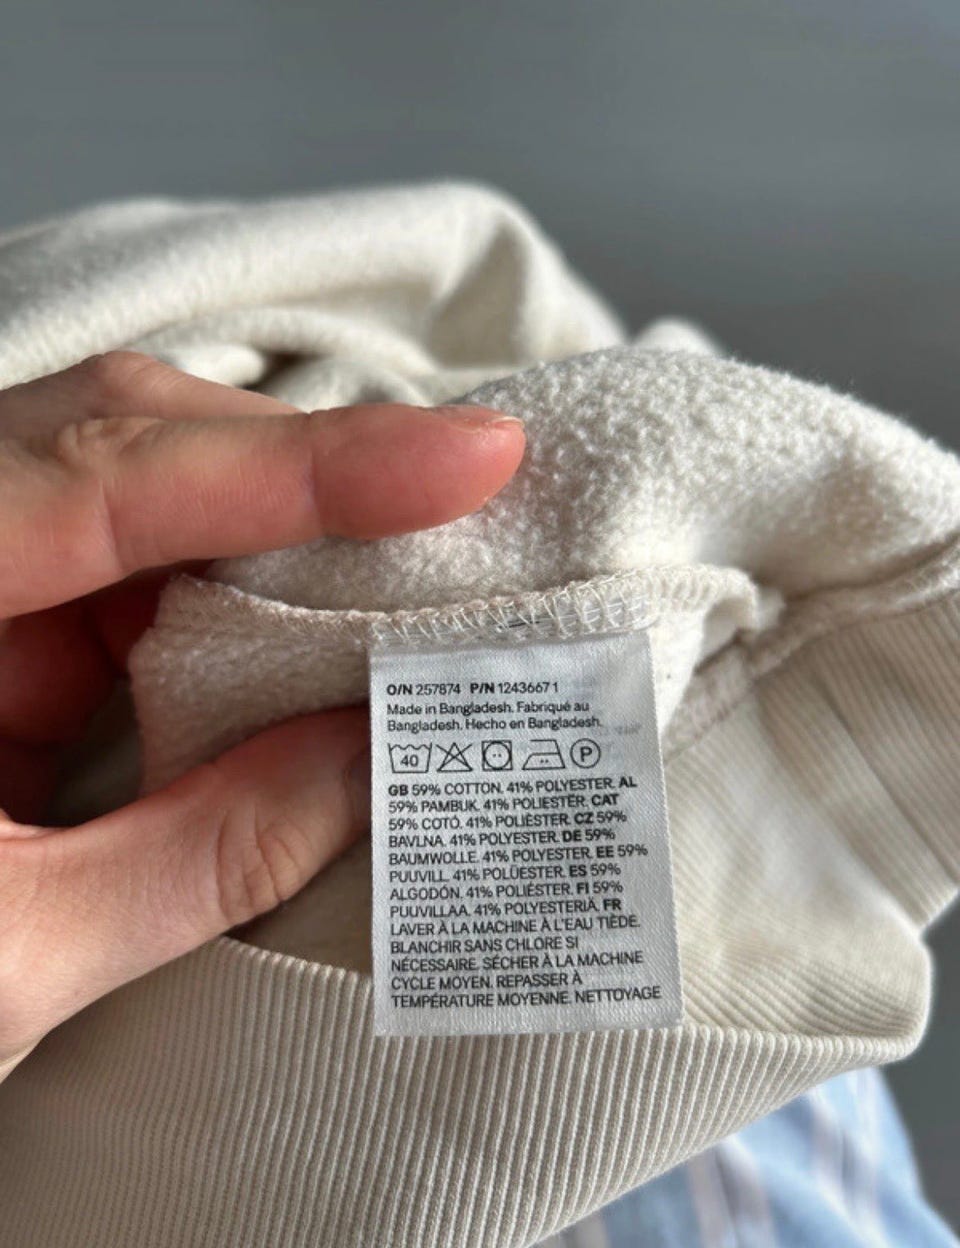 O/N 257874 P/N 1243667 1
Made in Bangladesh. Fabriqué au
Bangladesh. Hecho en Bangladesh.
40 P
GB 59% COTTON. 41% POLYESTER. AL
59% PAMBUK. 41% POLIESTËR. CAT
59% COTÓ. 41% POLIÈSTER. CZ 59%
BAVLNA. 41% POLYESTER. DE 59%
BAUMWOLLE. 41% POLYESTER. EE 59%
PUUVILL. 41% POLÜESTER. ES 59%
ALGODÓN. 41% POLIÉSTER. FI 59%
PUUVILLAA. 41% POLYESTERIÄ. FR
LAVER À LA MACHINE À L'EAU TIÈDE.
BLANCHIR SANS CHLORE SI
NÉCESSAIRE. SÉCHER À LA MACHINE
CYCLE MOYEN. REPASSER À
TEMPÉRATURE MOYENNE. NETTOYAGE